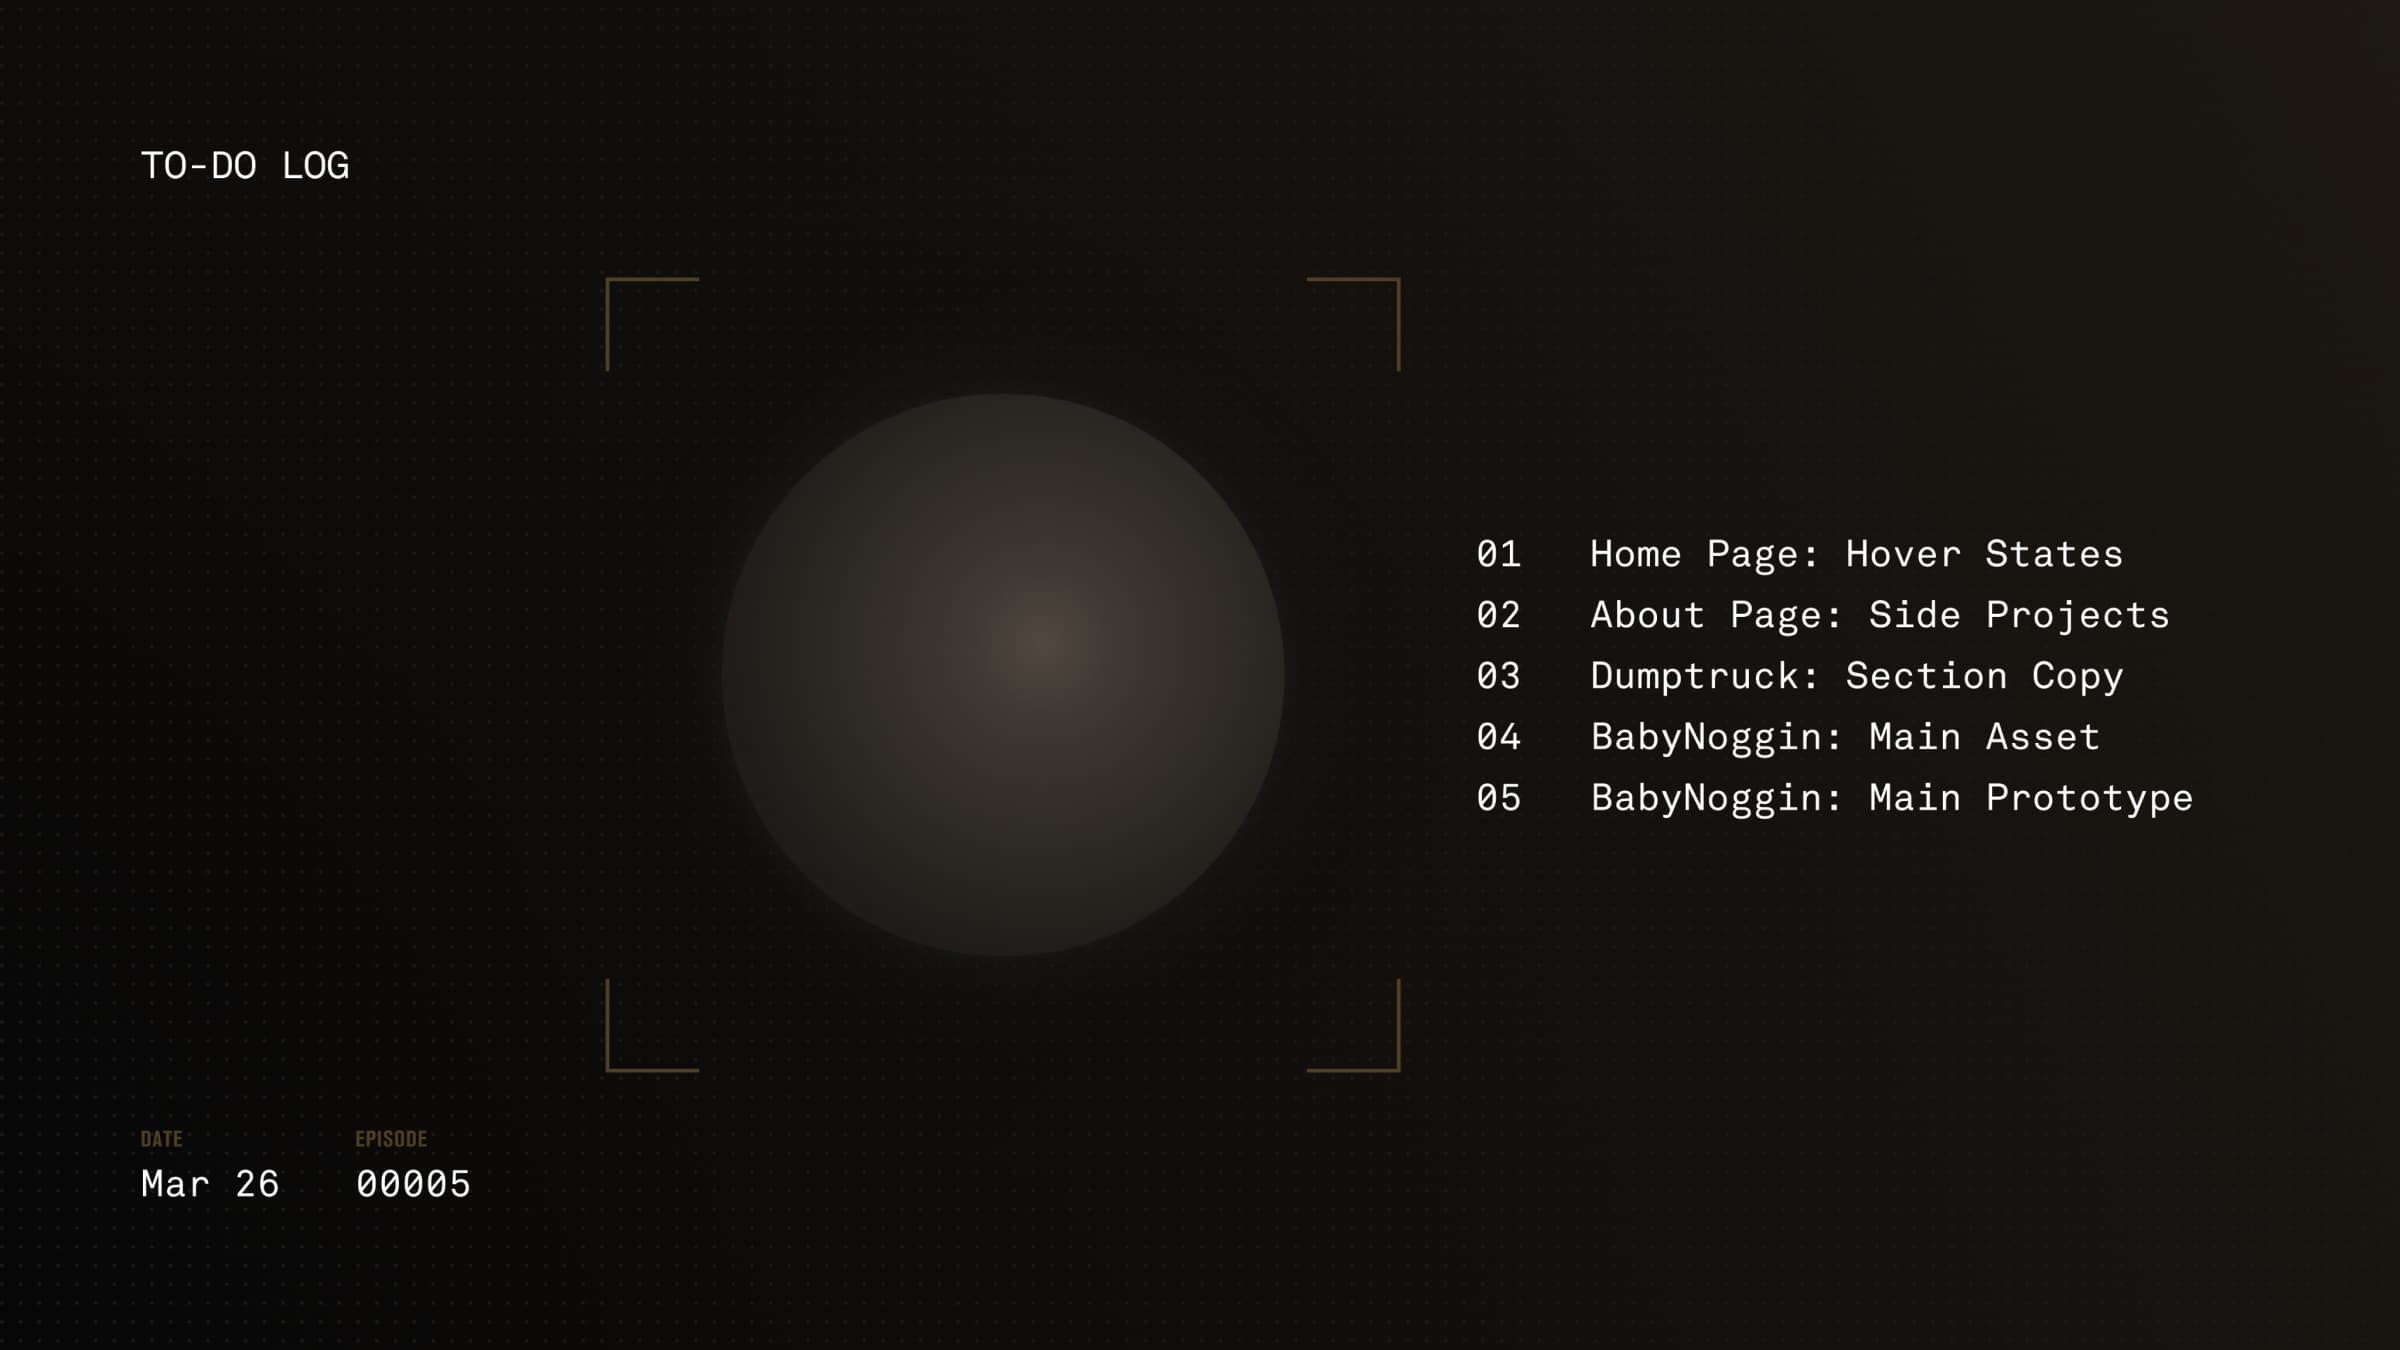 TO-DO LOG
01 Home Page: Hover States
02 About Page: Side Projects
03 Dumptruck: Section Copy
04 BabyNoggin: Main Asset
05 BabyNoggin: Main Prototype
DATE EPISODE
Mar 26 00005